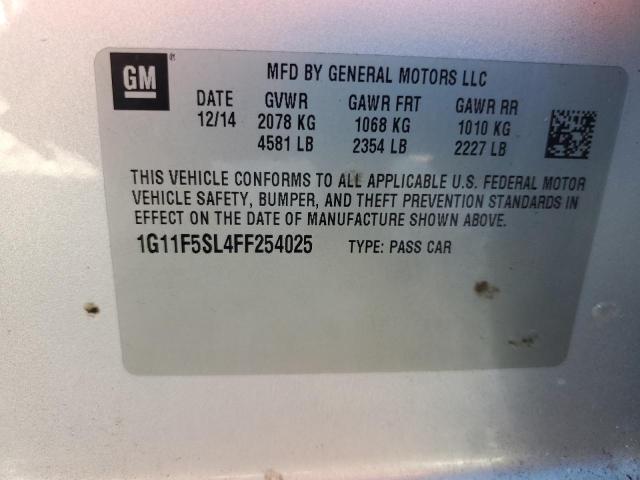 GM ®
MFD BY GENERAL MOTORS LLC
DATE GVWR GAWR FRT GAWR RR
12/14 2078 KG 1068 KG 1010 KG
4581 LB 2354 LB 2227 LB
THIS VEHICLE CONFORMS TO ALL APPLICABLE U.S. FEDERAL MOTOR
VEHICLE SAFETY, BUMPER, AND THEFT PREVENTION STANDARDS IN
EFFECT ON THE DATE OF MANUFACTURE SHOWN ABOVE.
1G11F5SL4FF254025 TYPE: PASS CAR